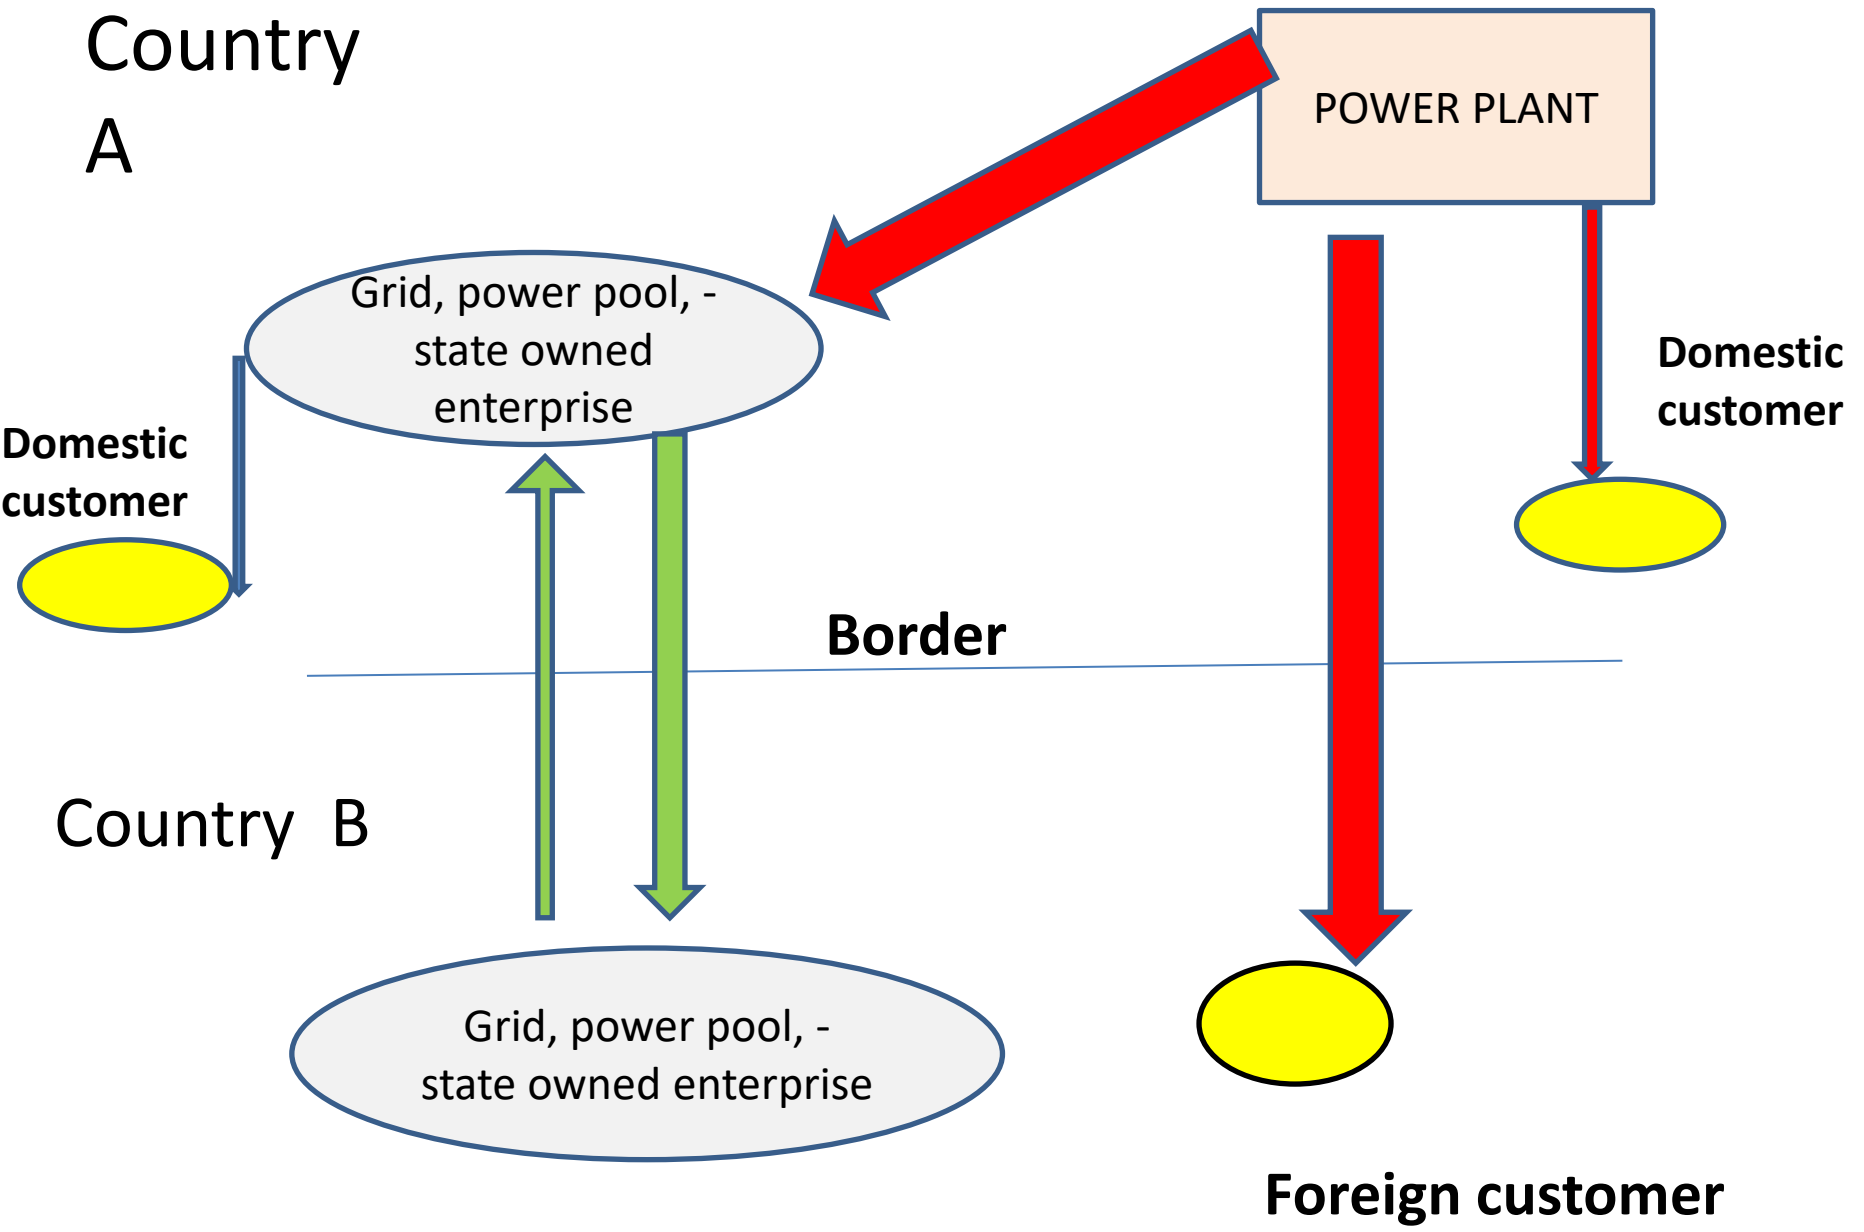 Country
A
POWER PLANT
Grid, power pool, -
state owned
enterprise
Domestic
customer
Domestic
customer
Border
Country  B
Grid, power pool, -
state owned enterprise
Foreign customer